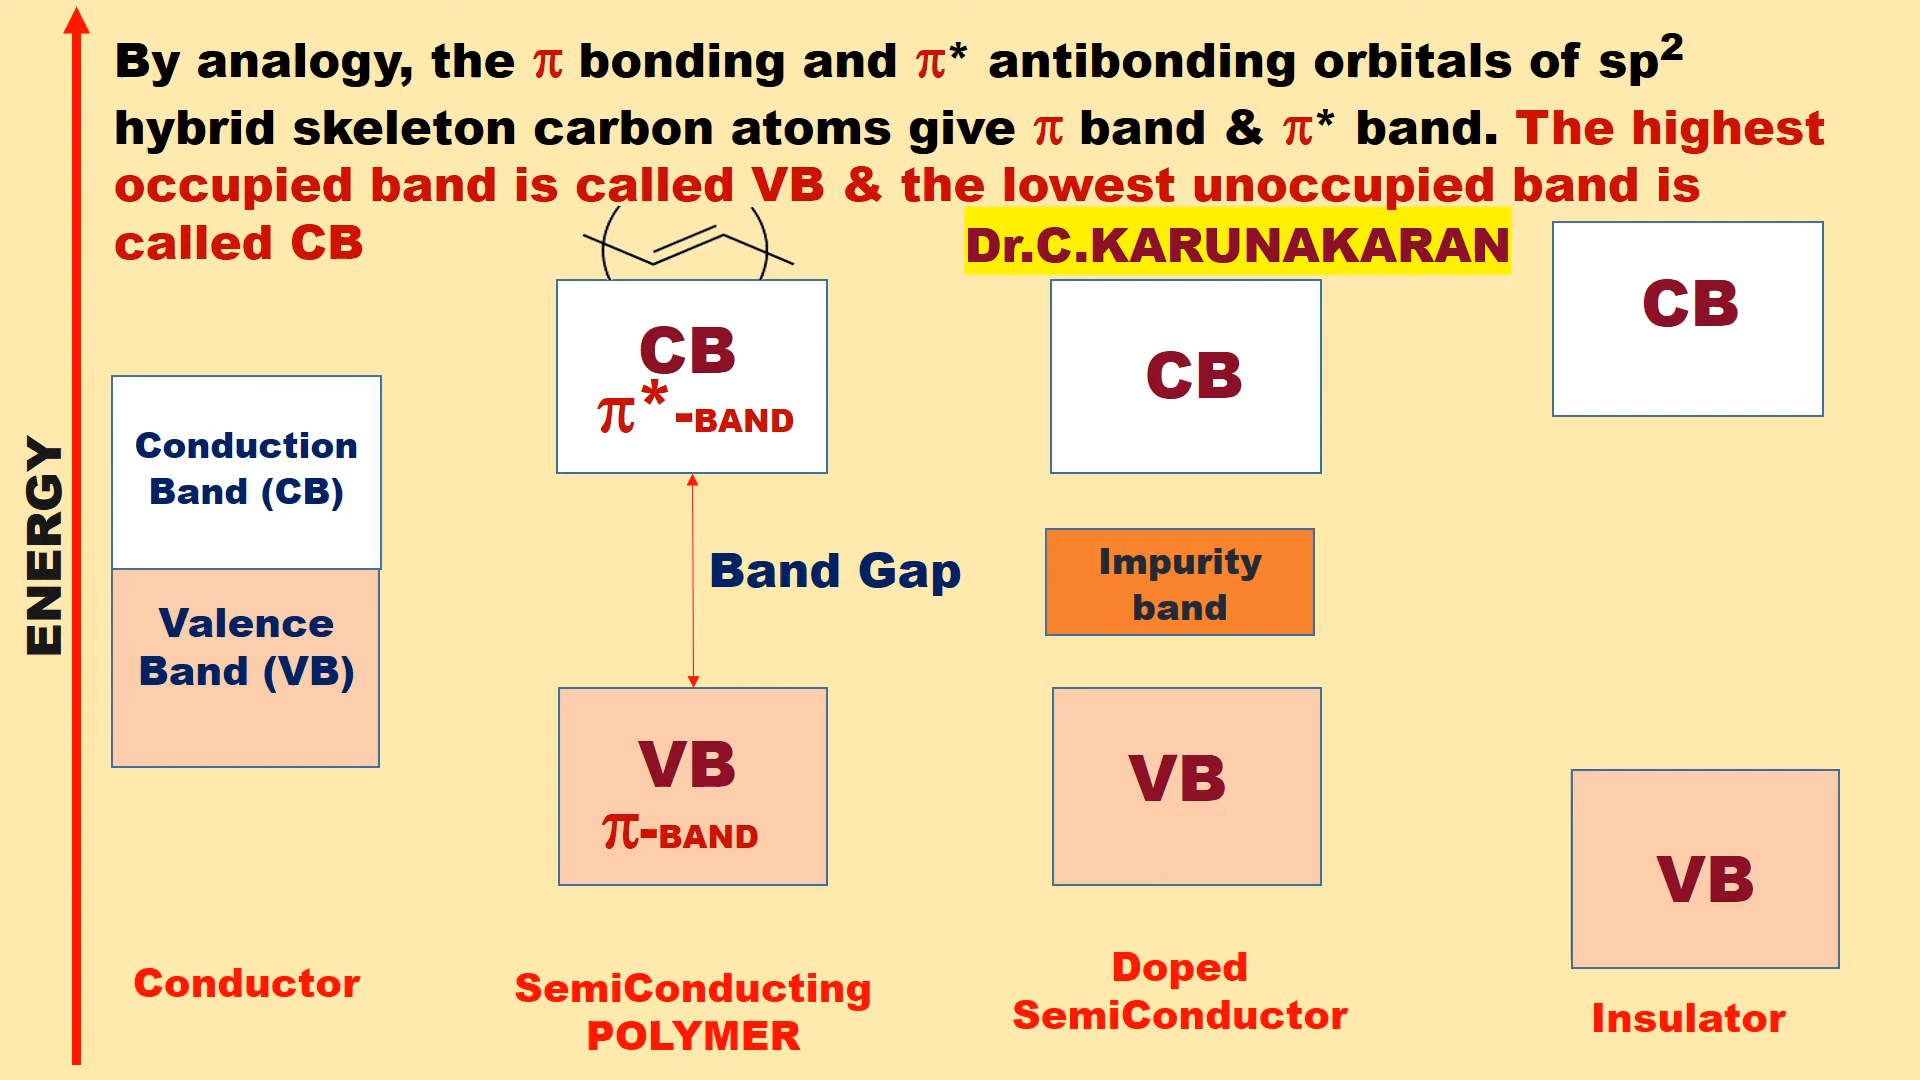 By analogy, the π bonding and π* antibonding orbitals of sp²
hybrid skeleton carbon atoms give π band & π* band. The highest
occupied band is called VB & the lowest unoccupied band is
called CB
Dr.C.KARUNAKARAN
ENERGY
Conduction
Band (CB)
Valence
Band (VB)
Conductor
CB
π*-BAND
Band Gap
VB
π-BAND
SemiConducting
POLYMER
CB
Impurity
band
VB
Doped
SemiConductor
CB
VB
Insulator